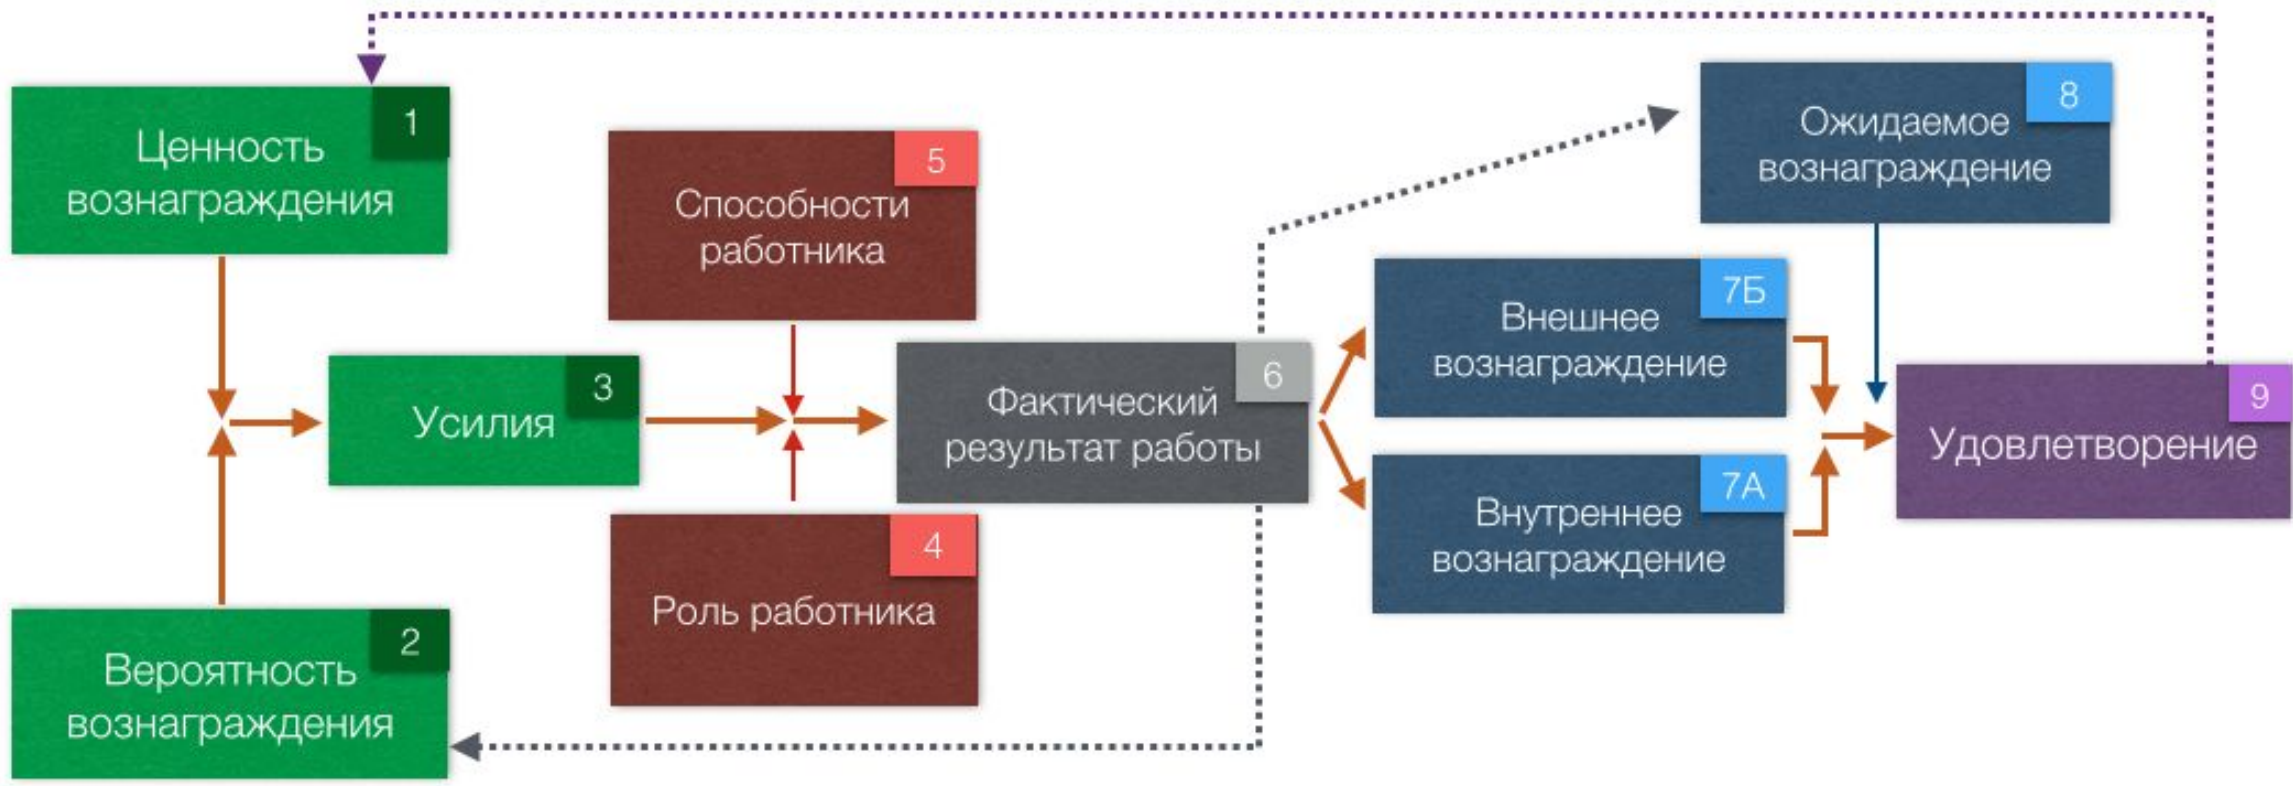 1
Ценность
вознаграждения
2
Вероятность
вознаграждения
3
Усилия
5
Способности
работника
4
Роль работника
6
Фактический
результат работы
7Б
Внешнее
вознаграждение
7А
Внутреннее
вознаграждение
8
Ожидаемое
вознаграждение
9
Удовлетворение